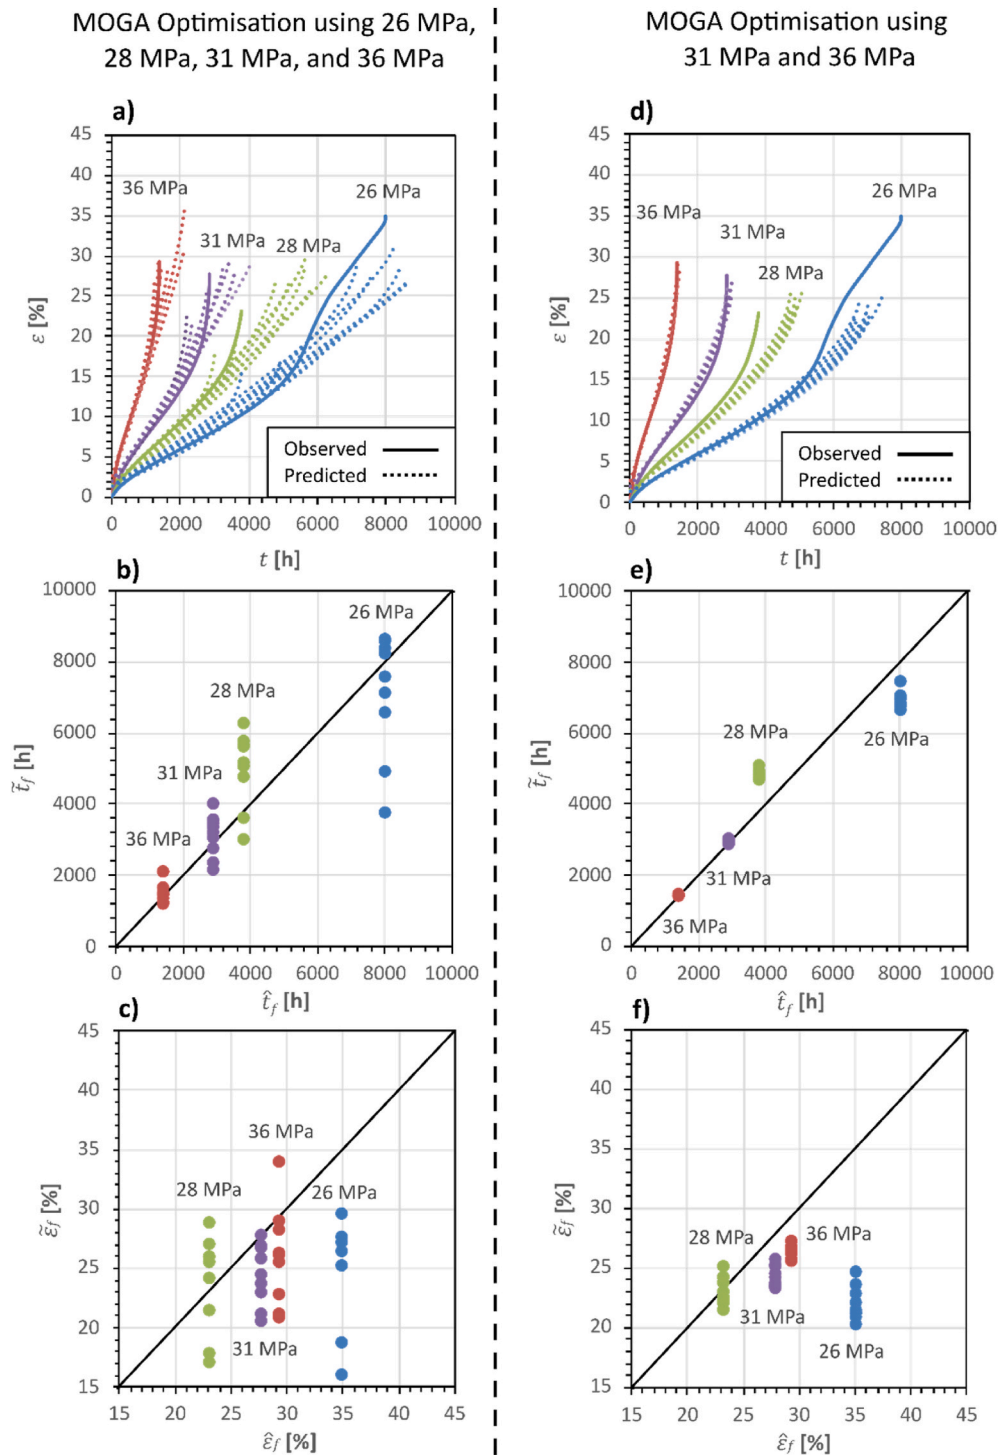 MOGA Optimisation using 26 MPa,
28 MPa, 31 MPa, and 36 MPa
a)
45
40
35
30
25
20
15
10
5
0
ε [%]
36 MPa
31 MPa
28 MPa
26 MPa
Observed
Predicted
0 2000 4000 6000 8000 10000
t [h]
b)
10000
8000
6000
4000
2000
0
t̃f [h]
36 MPa
31 MPa
28 MPa
26 MPa
0 2000 4000 6000 8000 10000
t̂f [h]
c)
45
40
35
30
25
20
15
ε̃f [%]
28 MPa
31 MPa
36 MPa
26 MPa
15 20 25 30 35 40 45
ε̂f [%]
MOGA Optimisation using
31 MPa and 36 MPa
d)
45
40
35
30
25
20
15
10
5
0
ε [%]
36 MPa
31 MPa
28 MPa
26 MPa
Observed
Predicted
0 2000 4000 6000 8000 10000
t [h]
e)
10000
8000
6000
4000
2000
0
t̃f [h]
28 MPa
26 MPa
31 MPa
36 MPa
0 2000 4000 6000 8000 10000
t̂f [h]
f)
45
40
35
30
25
20
15
ε̃f [%]
28 MPa
36 MPa
31 MPa
26 MPa
15 20 25 30 35 40 45
ε̂f [%]